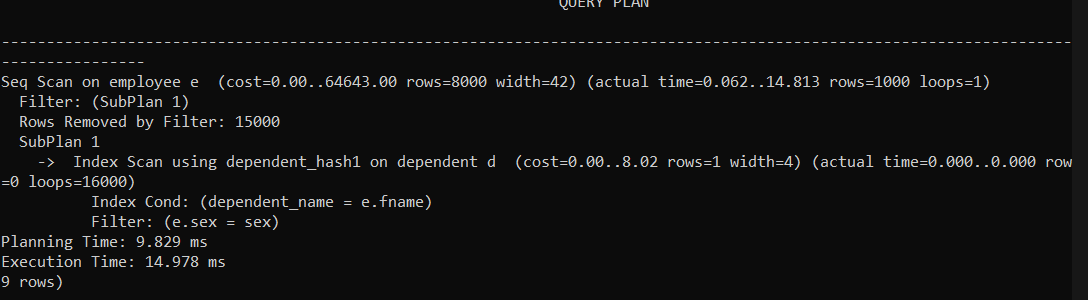 QUERY PLAN
-----------------------------------------------------------------------------------------------------------------------
----------------
Seq Scan on employee e  (cost=0.00..64643.00 rows=8000 width=42) (actual time=0.062..14.813 rows=1000 loops=1)
  Filter: (SubPlan 1)
  Rows Removed by Filter: 15000
  SubPlan 1
    ->  Index Scan using dependent_hash1 on dependent d  (cost=0.00..8.02 rows=1 width=4) (actual time=0.000..0.000 row
=0 loops=16000)
          Index Cond: (dependent_name = e.fname)
          Filter: (e.sex = sex)
Planning Time: 9.829 ms
Execution Time: 14.978 ms
9 rows)